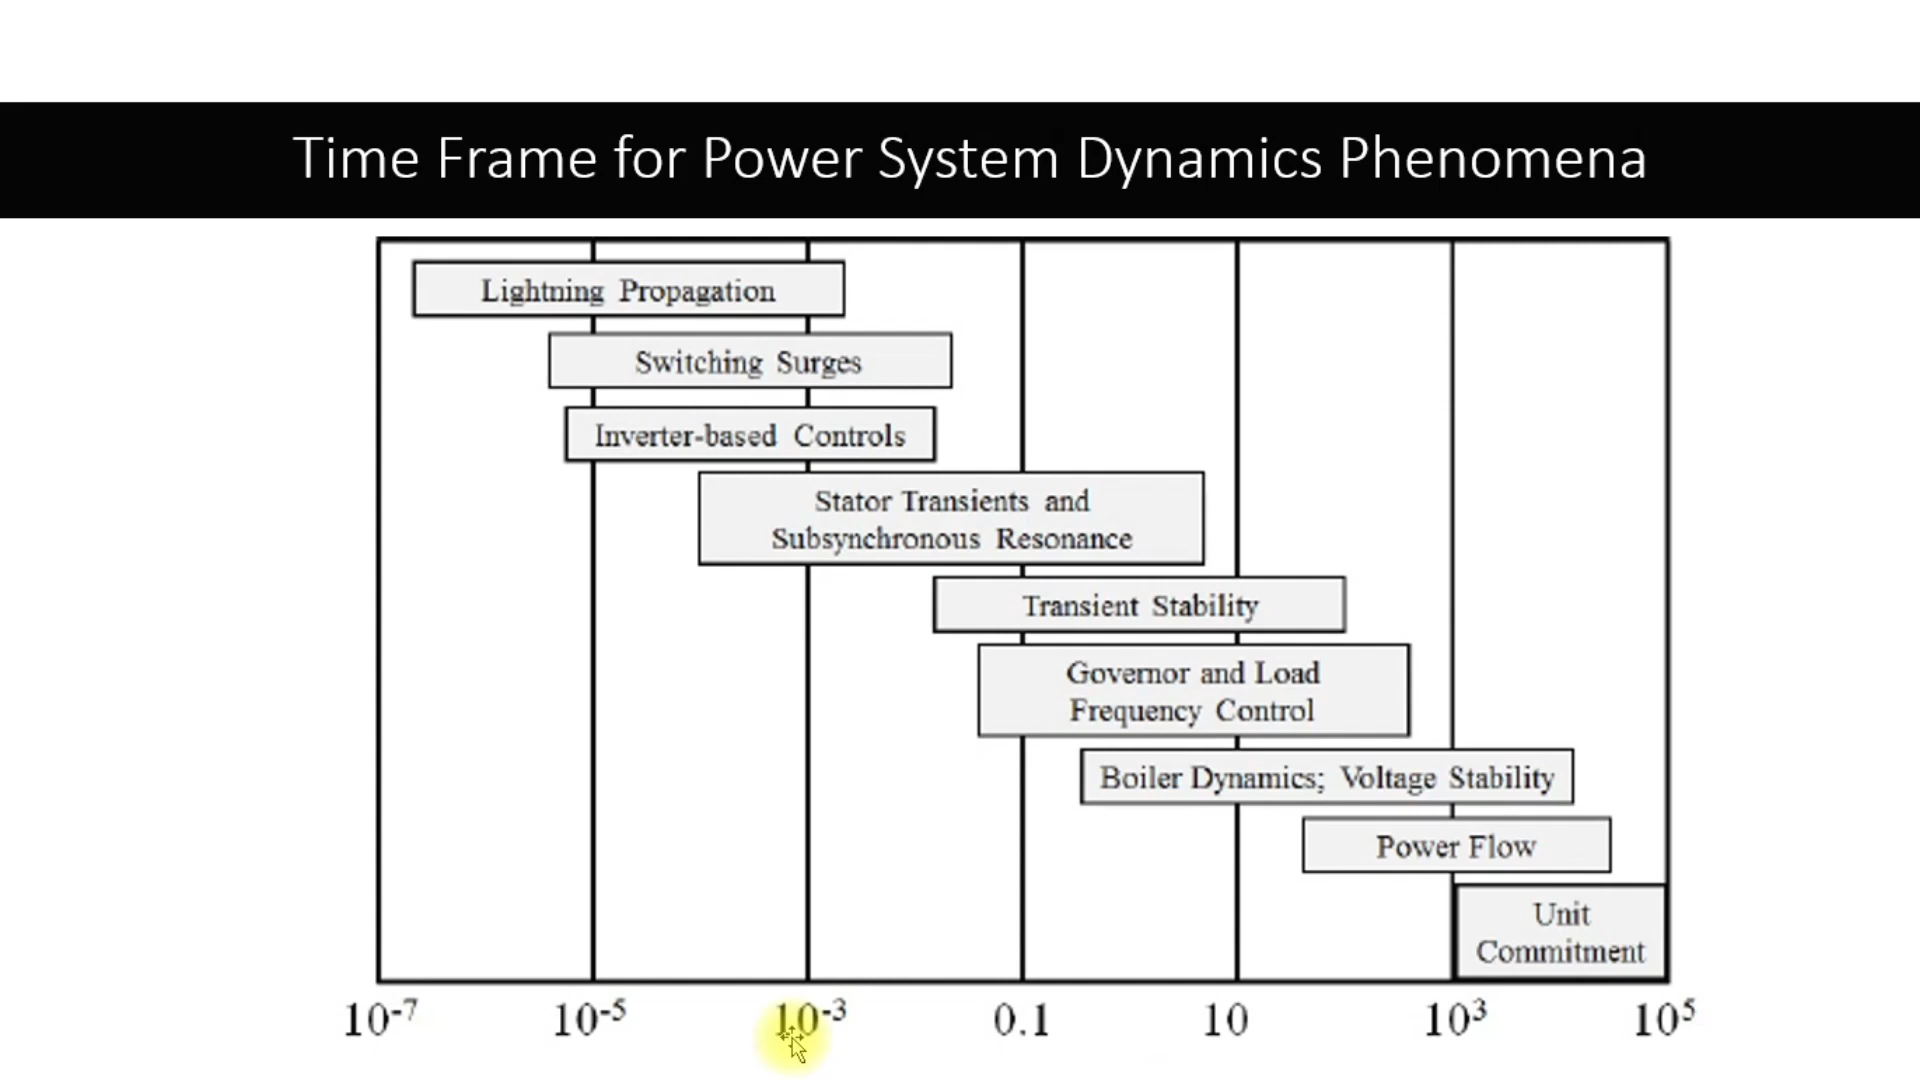 Time Frame for Power System Dynamics Phenomena
Lightning Propagation
Switching Surges
Inverter-based Controls
Stator Transients and
Subsynchronous Resonance
Transient Stability
Governor and Load
Frequency Control
Boiler Dynamics; Voltage Stability
Power Flow
Unit
Commitment
10⁻⁷ 10⁻⁵ 10⁻³ 0.1 10 10³ 10⁵